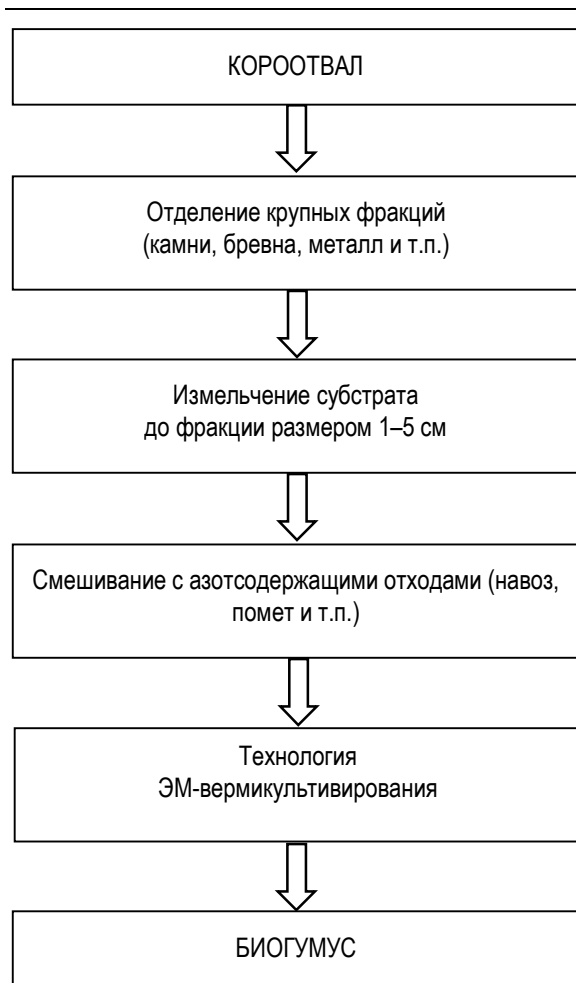 КОРООТВАЛ
Отделение крупных фракций
(камни, бревна, металл и т.п.)
Измельчение субстрата
до фракции размером 1–5 см
Смешивание с азотсодержащими отходами (навоз,
помет и т.п.)
Технология
ЭМ-вермикультивирования
БИОГУМУС